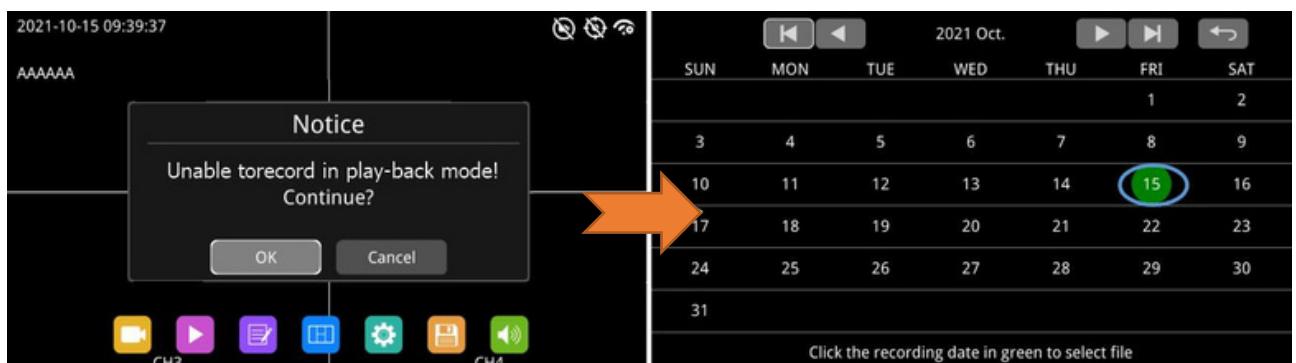 2021-10-15 09:39:37
AAAAAA
Notice
Unable torecord in play-back mode!
Continue?
OK Cancel
CH3 CH4
2021 Oct.
SUN MON TUE WED THU FRI SAT
1 2
3 4 5 6 7 8 9
10 11 12 13 14 15 16
17 18 19 20 21 22 23
24 25 26 27 28 29 30
31
Click the recording date in green to select file